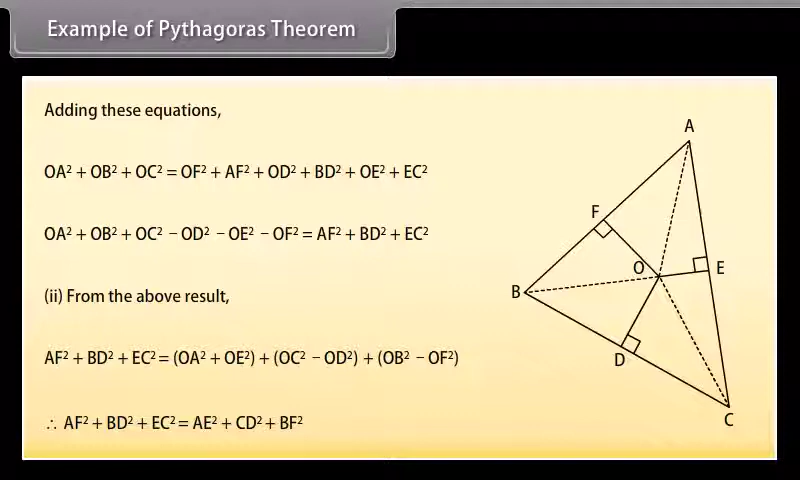 Example of Pythagoras Theorem
Adding these equations,
OA² + OB² + OC² = OF² + AF² + OD² + BD² + OE² + EC²
OA² + OB² + OC² − OD² − OE² − OF² = AF² + BD² + EC²
(ii) From the above result,
AF² + BD² + EC² = (OA² + OE²) + (OC² − OD²) + (OB² − OF²)
∴ AF² + BD² + EC² = AE² + CD² + BF²
A
F
O
E
B
D
C